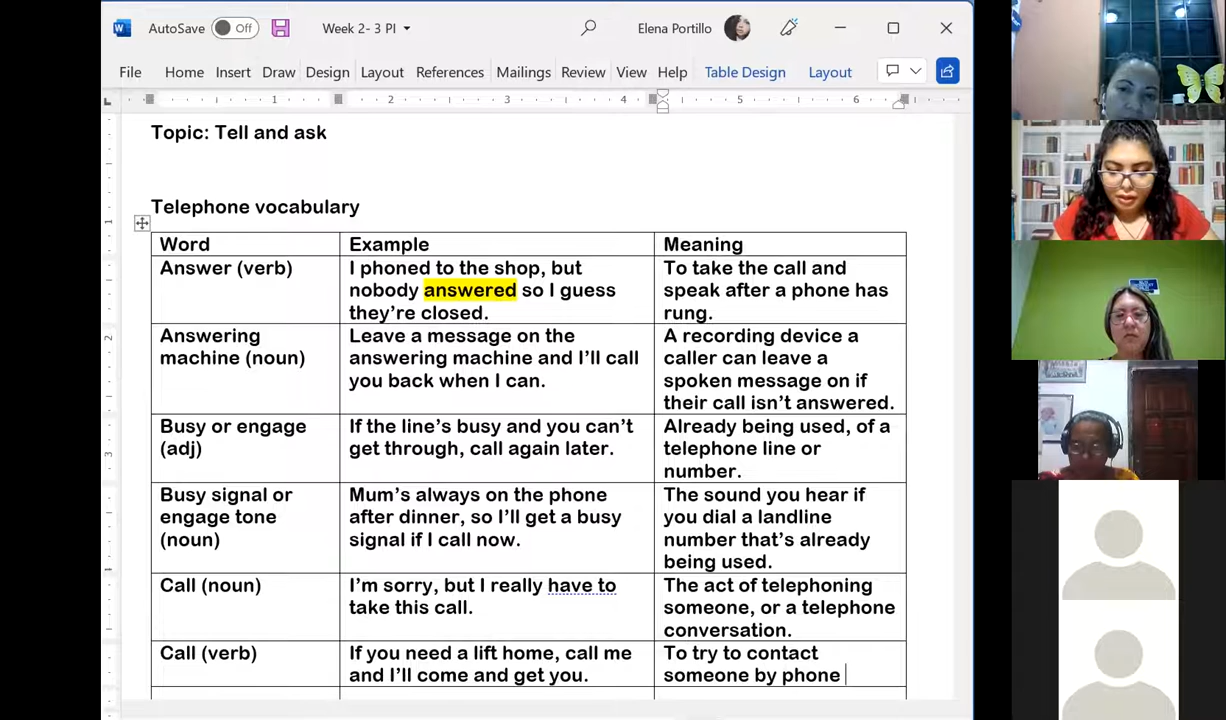 AutoSave Off Week 2- 3 PI Elena Portillo
File Home Insert Draw Design Layout References Mailings Review View Help Table Design Layout
1 2 3 4 5 6
Topic: Tell and ask
Telephone vocabulary
Word Example Meaning
Answer (verb)
I phoned to the shop, but
nobody answered so I guess
they're closed.
To take the call and
speak after a phone has
rung.
Answering
machine (noun)
Leave a message on the
answering machine and I'll call
you back when I can.
A recording device a
caller can leave a
spoken message on if
their call isn't answered.
Busy or engage
(adj)
If the line's busy and you can't
get through, call again later.
Already being used, of a
telephone line or
number.
Busy signal or
engage tone
(noun)
Mum's always on the phone
after dinner, so I'll get a busy
signal if I call now.
The sound you hear if
you dial a landline
number that's already
being used.
Call (noun)
I'm sorry, but I really have to
take this call.
The act of telephoning
someone, or a telephone
conversation.
Call (verb)
If you need a lift home, call me
and I'll come and get you.
To try to contact
someone by phone